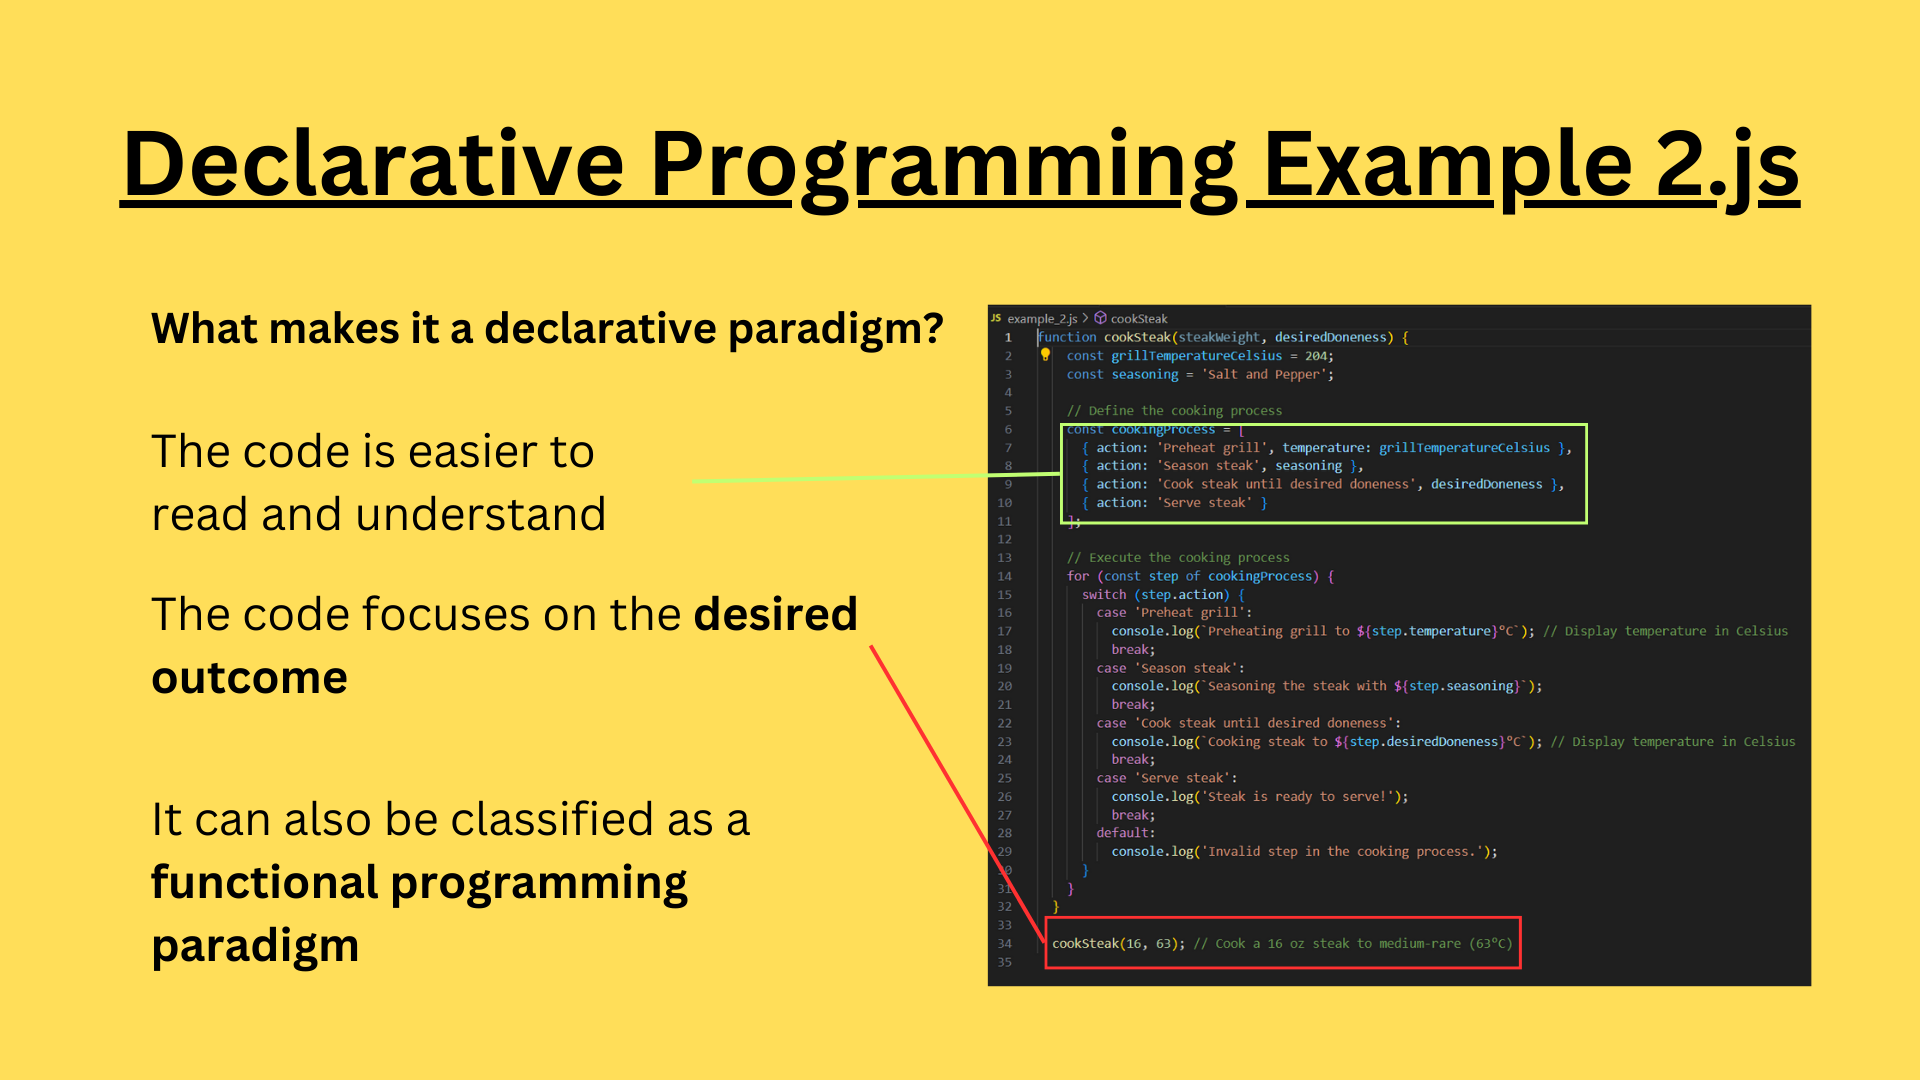 Declarative Programming Example 2.js
What makes it a declarative paradigm?
The code is easier to
read and understand
The code focuses on the desired
outcome
It can also be classified as a
functional programming
paradigm
JS example_2.js > cookSteak
1 function cookSteak(steakWeight, desiredDoneness) {
2 const grillTemperatureCelsius = 204;
3 const seasoning = 'Salt and Pepper';
4
5 // Define the cooking process
6 const cookingProcess = [
7 { action: 'Preheat grill', temperature: grillTemperatureCelsius },
8 { action: 'Season steak', seasoning },
9 { action: 'Cook steak until desired doneness', desiredDoneness },
10 { action: 'Serve steak' }
11 ];
12
13 // Execute the cooking process
14 for (const step of cookingProcess) {
15 switch (step.action) {
16 case 'Preheat grill':
17 console.log(`Preheating grill to ${step.temperature}°C`); // Display temperature in Celsius
18 break;
19 case 'Season steak':
20 console.log(`Seasoning the steak with ${step.seasoning}`);
21 break;
22 case 'Cook steak until desired doneness':
23 console.log(`Cooking steak to ${step.desiredDoneness}°C`); // Display temperature in Celsius
24 break;
25 case 'Serve steak':
26 console.log('Steak is ready to serve!');
27 break;
28 default:
29 console.log('Invalid step in the cooking process.');
30 }
31 }
32 }
33
34 cookSteak(16, 63); // Cook a 16 oz steak to medium-rare (63°C)
35